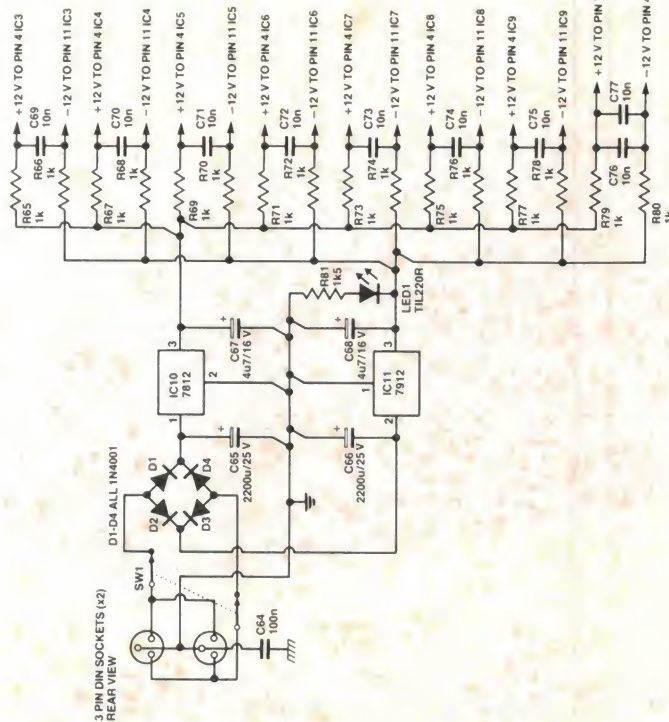 3 PIN DIN SOCKETS (x2)
REAR VIEW
SW1
C64
100n
D1-D4 ALL 1N4001
D1
D2
D3
D4
C65
2200u/25 V
+
C66
2200u/25 V
+
IC10
7812
1
2
3
IC11
7912
1
2
3
C67
4u7/16 V
+
C68
4u7/16 V
+
R81
1k5
LED1
TIL220R
R65
1k
R66
1k
C69
10n
+12 V TO PIN 4 IC3
−12 V TO PIN 11 IC3
R67
1k
R68
1k
C70
10n
+12 V TO PIN 4 IC4
−12 V TO PIN 11 IC4
R69
1k
R70
1k
C71
10n
+12 V TO PIN 4 IC5
−12 V TO PIN 11 IC5
R71
1k
R72
1k
C72
10n
+12 V TO PIN 4 IC6
−12 V TO PIN 11 IC6
R73
1k
R74
1k
C73
10n
+12 V TO PIN 4 IC7
−12 V TO PIN 11 IC7
R75
1k
R76
1k
C74
10n
+12 V TO PIN 4 IC8
−12 V TO PIN 11 IC8
R77
1k
R78
1k
C75
10n
+12 V TO PIN 4 IC9
−12 V TO PIN 11 IC9
R79
1k
R80
1k
C76
10n
C77
10n
+12 V TO PIN
−12 V TO PIN 4